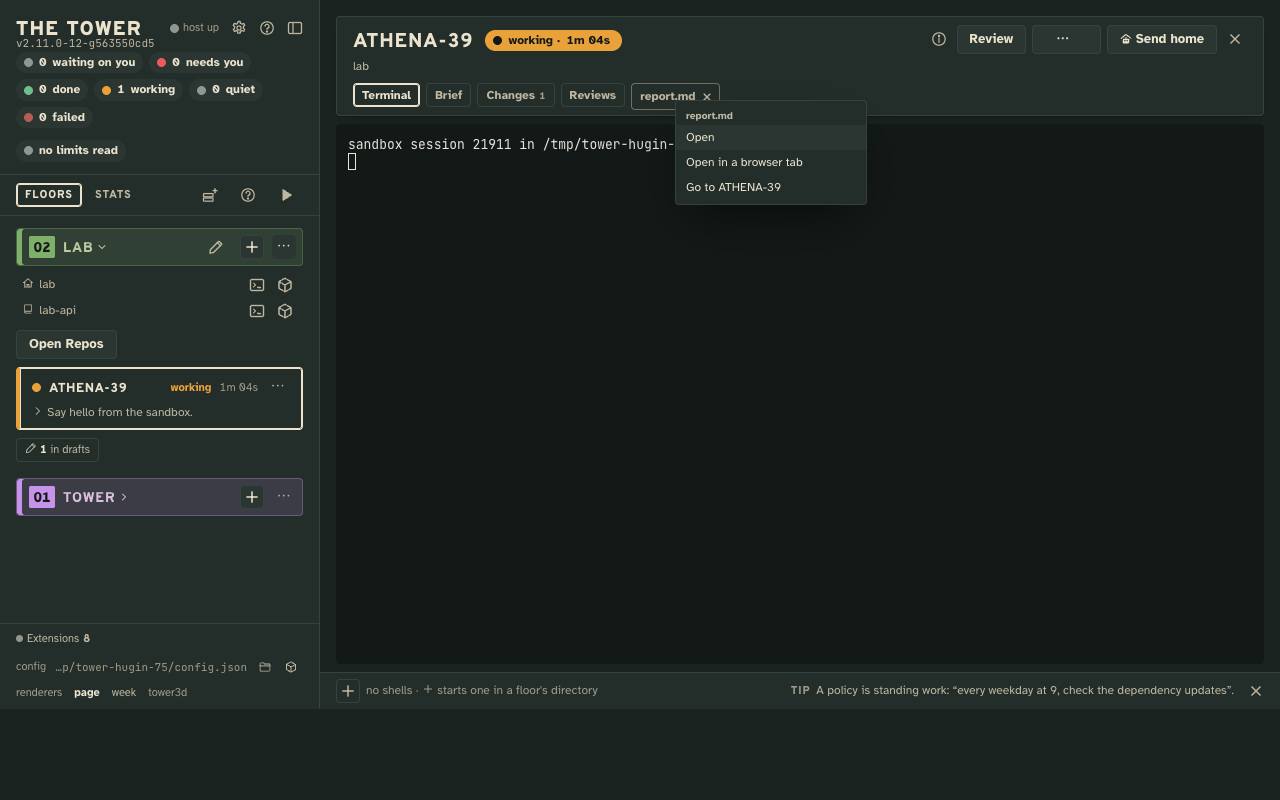 THE TOWER
host up
v2.11.0-12-g563550cd5
0 waiting on you
0 needs you
0 done
1 working
0 quiet
0 failed
no limits read
FLOORS
STATS
02 LAB
lab
lab-api
Open Repos
ATHENA-39
working 1m 04s
Say hello from the sandbox.
1 in drafts
01 TOWER
Extensions 8
config …p/tower-hugin-75/config.json
renderers page week tower3d
ATHENA-39
working · 1m 04s
Review
Send home
lab
Terminal
Brief
Changes 1
Reviews
report.md
report.md
Open
Open in a browser tab
Go to ATHENA-39
sandbox session 21911 in /tmp/tower-hugin-
no shells · + starts one in a floor's directory
TIP A policy is standing work: “every weekday at 9, check the dependency updates”.